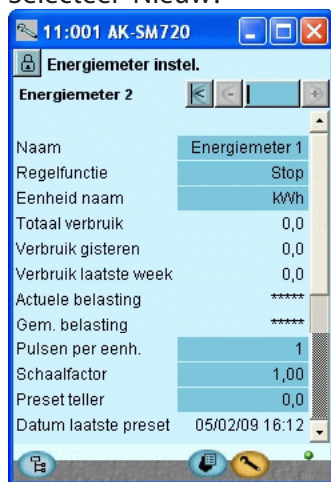 Selecteer 'Nieuw'.
11:001 AK-SM720
Energiemeter instel.
Energiemeter 2
Naam Energiemeter 1
Regelfunctie Stop
Eenheid naam kWh
Totaal verbruik 0,0
Verbruik gisteren 0,0
Verbruik laatste week 0,0
Actuele belasting *****
Gem. belasting *****
Pulsen per eenh. 1
Schaalfactor 1,00
Preset teller 0,0
Datum laatste preset 05/02/09 16:12